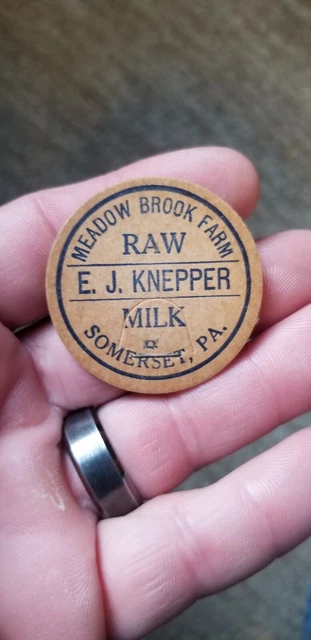 MEADOW BROOK FARM
RAW
E. J. KNEPPER
MILK
SOMERSET, PA.